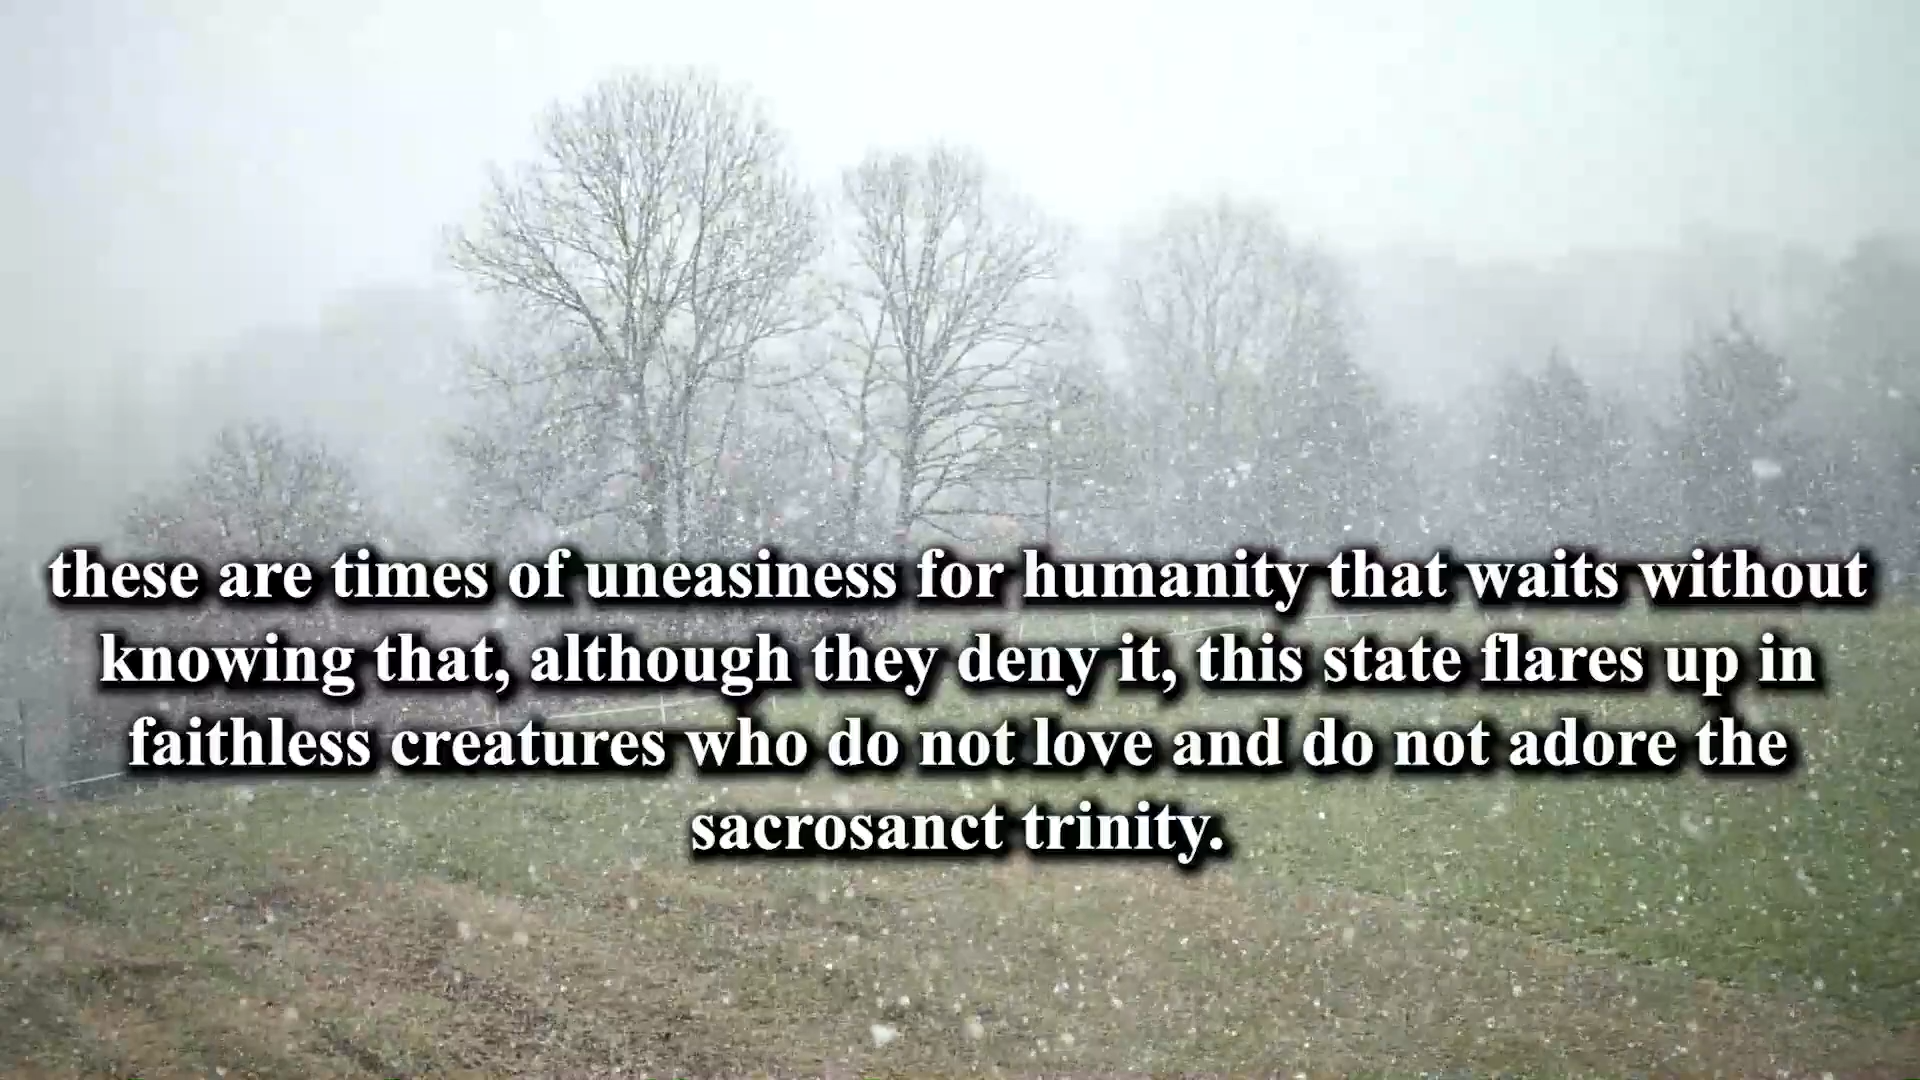 these are times of uneasiness for humanity that waits without
knowing that, although they deny it, this state flares up in
faithless creatures who do not love and do not adore the
sacrosanct trinity.